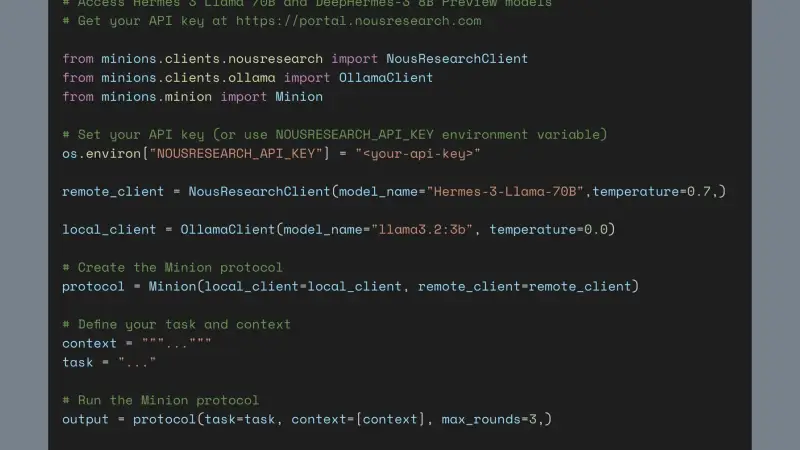 # Access Hermes 3 Llama 70B and DeepHermes-3 8B Preview models
# Get your API key at https://portal.nousresearch.com
from minions.clients.nousresearch import NousResearchClient
from minions.clients.ollama import OllamaClient
from minions.minion import Minion
# Set your API key (or use NOUSRESEARCH_API_KEY environment variable)
os.environ["NOUSRESEARCH_API_KEY"] = "<your-api-key>"
remote_client = NousResearchClient(model_name="Hermes-3-Llama-70B",temperature=0.7,)
local_client = OllamaClient(model_name="llama3.2:3b", temperature=0.0)
# Create the Minion protocol
protocol = Minion(local_client=local_client, remote_client=remote_client)
# Define your task and context
context = """..."""
task = "..."
# Run the Minion protocol
output = protocol(task=task, context=[context], max_rounds=3,)